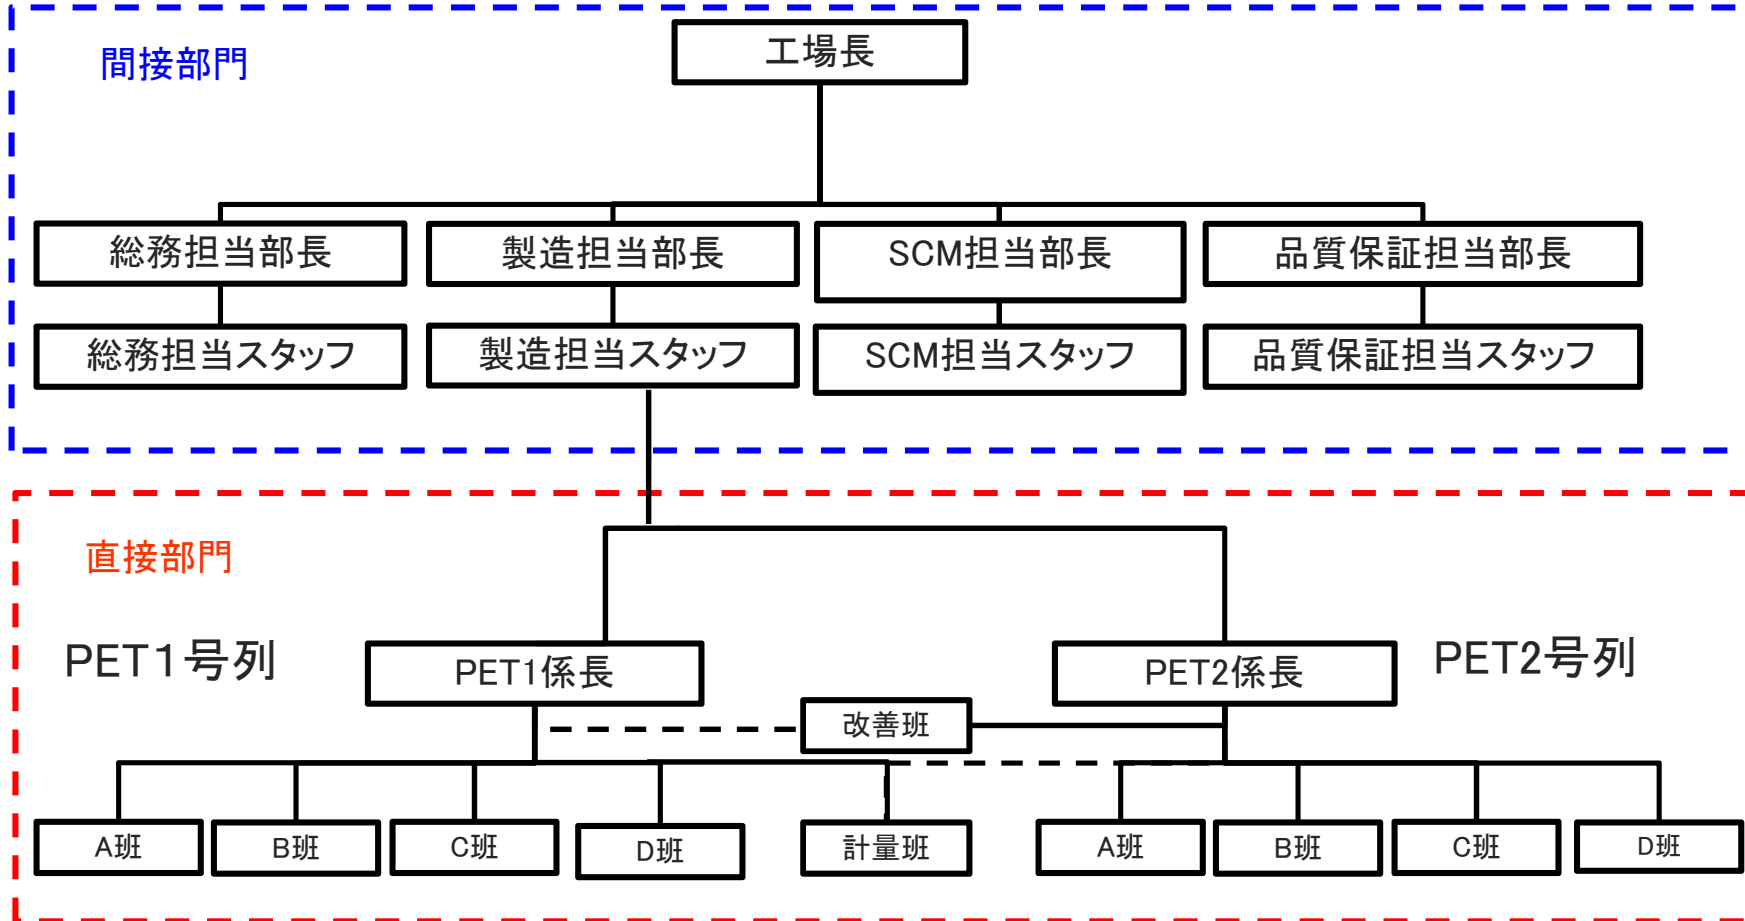 工場長
間接部門
総務担当部長
製造担当部長
SCM担当部長
品質保証担当部長
総務担当スタッフ
製造担当スタッフ
SCM担当スタッフ
品質保証担当スタッフ
直接部門
PET1号列
PET1係長
PET2係長
PET2号列
改善班
A班
B班
C班
D班
計量班
A班
B班
C班
D班